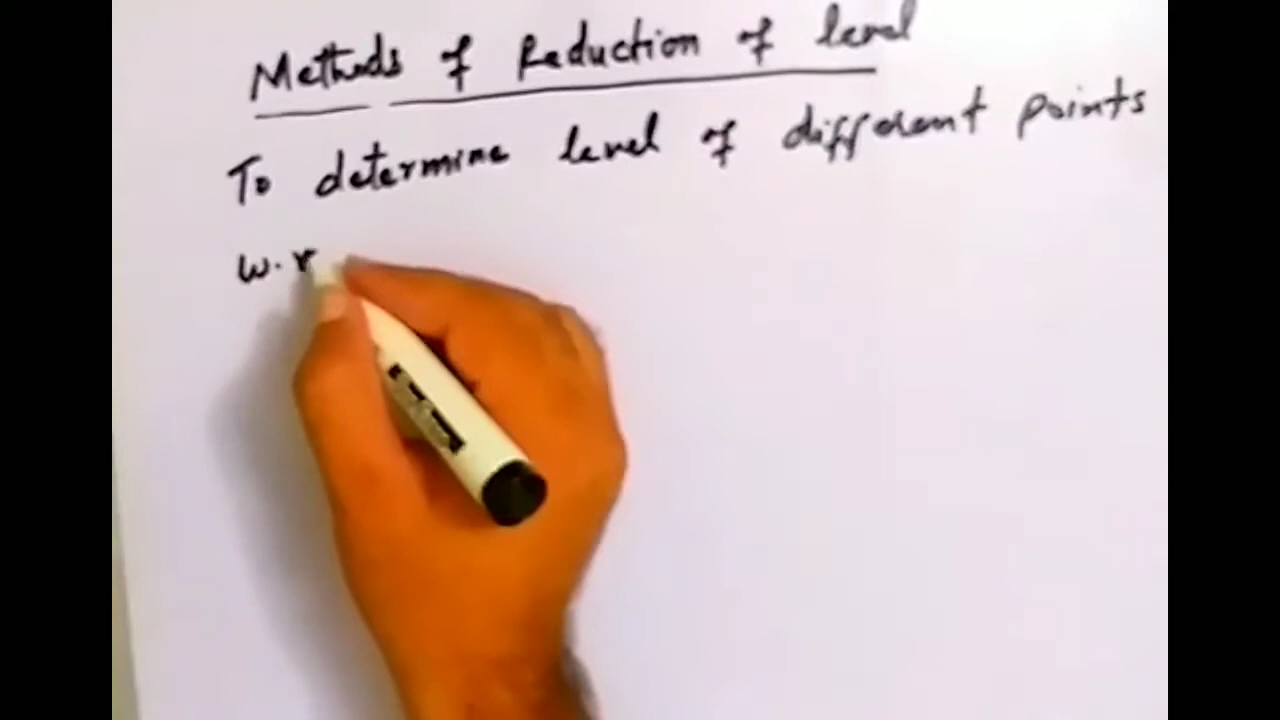 Methods of Reduction of level
To determine level of different points
w.r